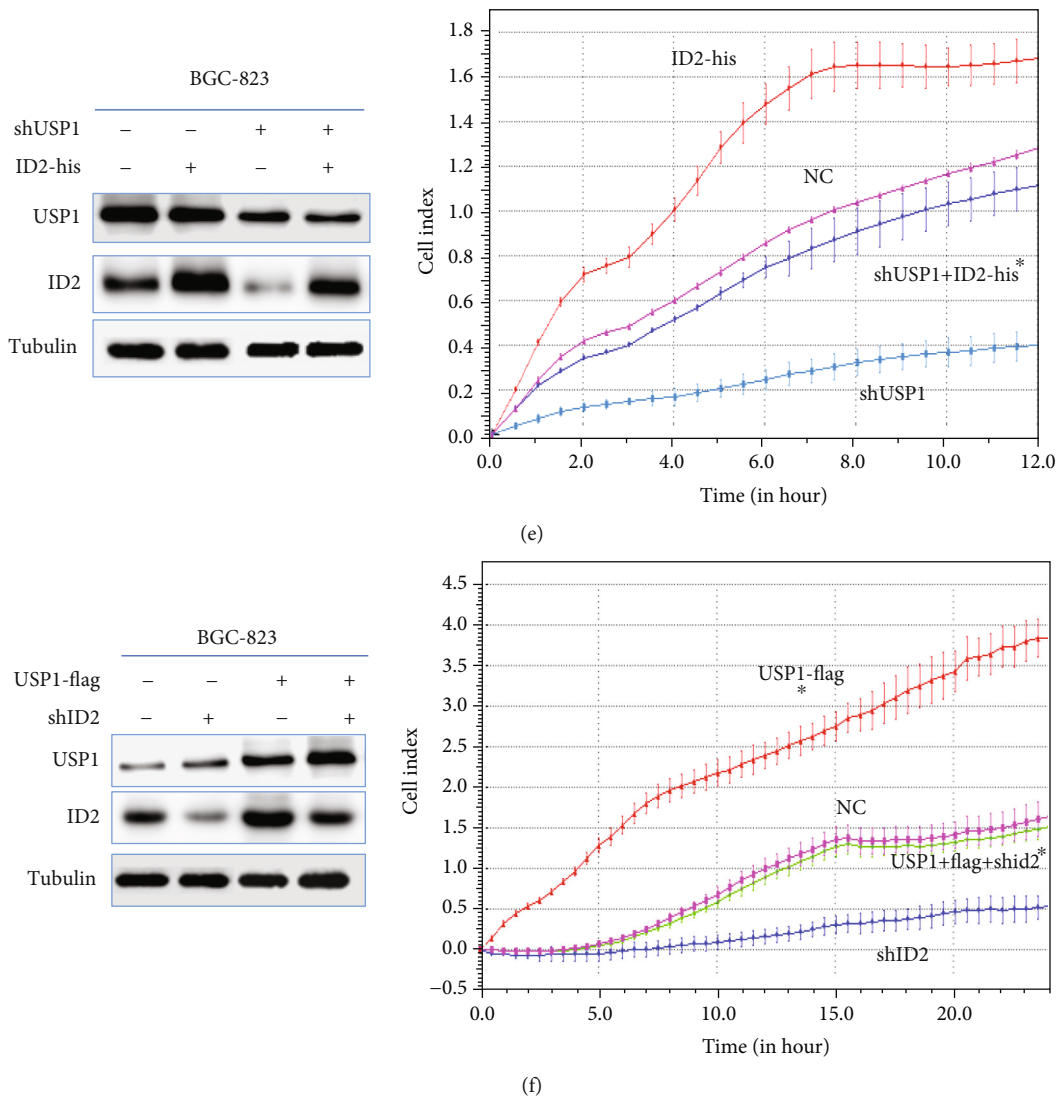 BGC-823
shUSP1 – – + +
ID2-his – + – +
USP1
ID2
Tubulin
1.8
1.6
1.4
1.2
1.0
0.8
0.6
0.4
0.2
0.0
Cell index
ID2-his
NC
shUSP1+ID2-his*
shUSP1
0.0 2.0 4.0 6.0 8.0 10.0 12.0
Time (in hour)
(e)
BGC-823
USP1-flag – – + +
shID2 – + – +
USP1
ID2
Tubulin
4.5
4.0
3.5
3.0
2.5
2.0
1.5
1.0
0.5
0.0
–0.5
Cell index
USP1-flag
*
NC
USP1+flag+shid2*
shID2
0.0 5.0 10.0 15.0 20.0
Time (in hour)
(f)